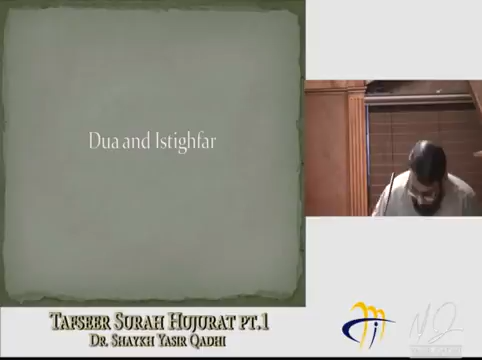 Dua and Istighfar
TAFSEER SURAH HUJURAT PT.1
DR. SHAYKH YASIR QADHI